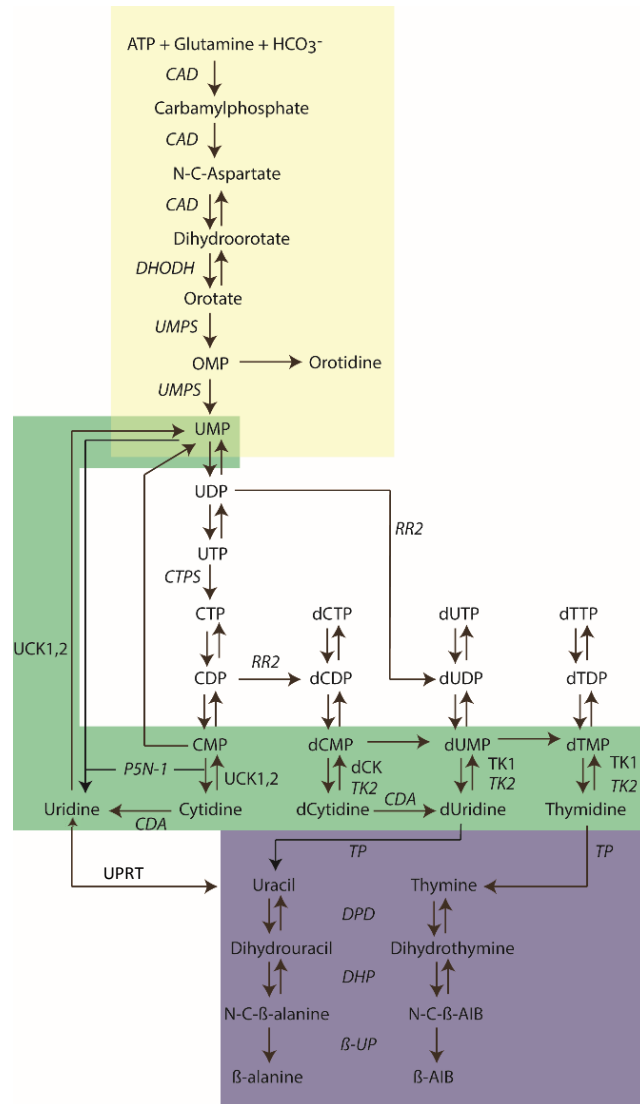 ATP + Glutamine + HCO₃⁻
CAD
Carbamylphosphate
CAD
N-C-Aspartate
CAD
Dihydroorotate
DHODH
Orotate
UMPS
OMP Orotidine
UMPS
UMP
UDP
RR2
UTP
CTPS
CTP dCTP dUTP dTTP
UCK1,2
RR2
CDP dCDP dUDP dTDP
CMP dCMP dUMP dTMP
P5N-1 UCK1,2 dCK TK1 TK1
TK2 TK2 TK2
Uridine Cytidine dCytidine CDA dUridine Thymidine
CDA
TP TP
UPRT
Uracil Thymine
DPD
Dihydrouracil Dihydrothymine
DHP
N-C-ß-alanine N-C-ß-AIB
ß-UP
ß-alanine ß-AIB